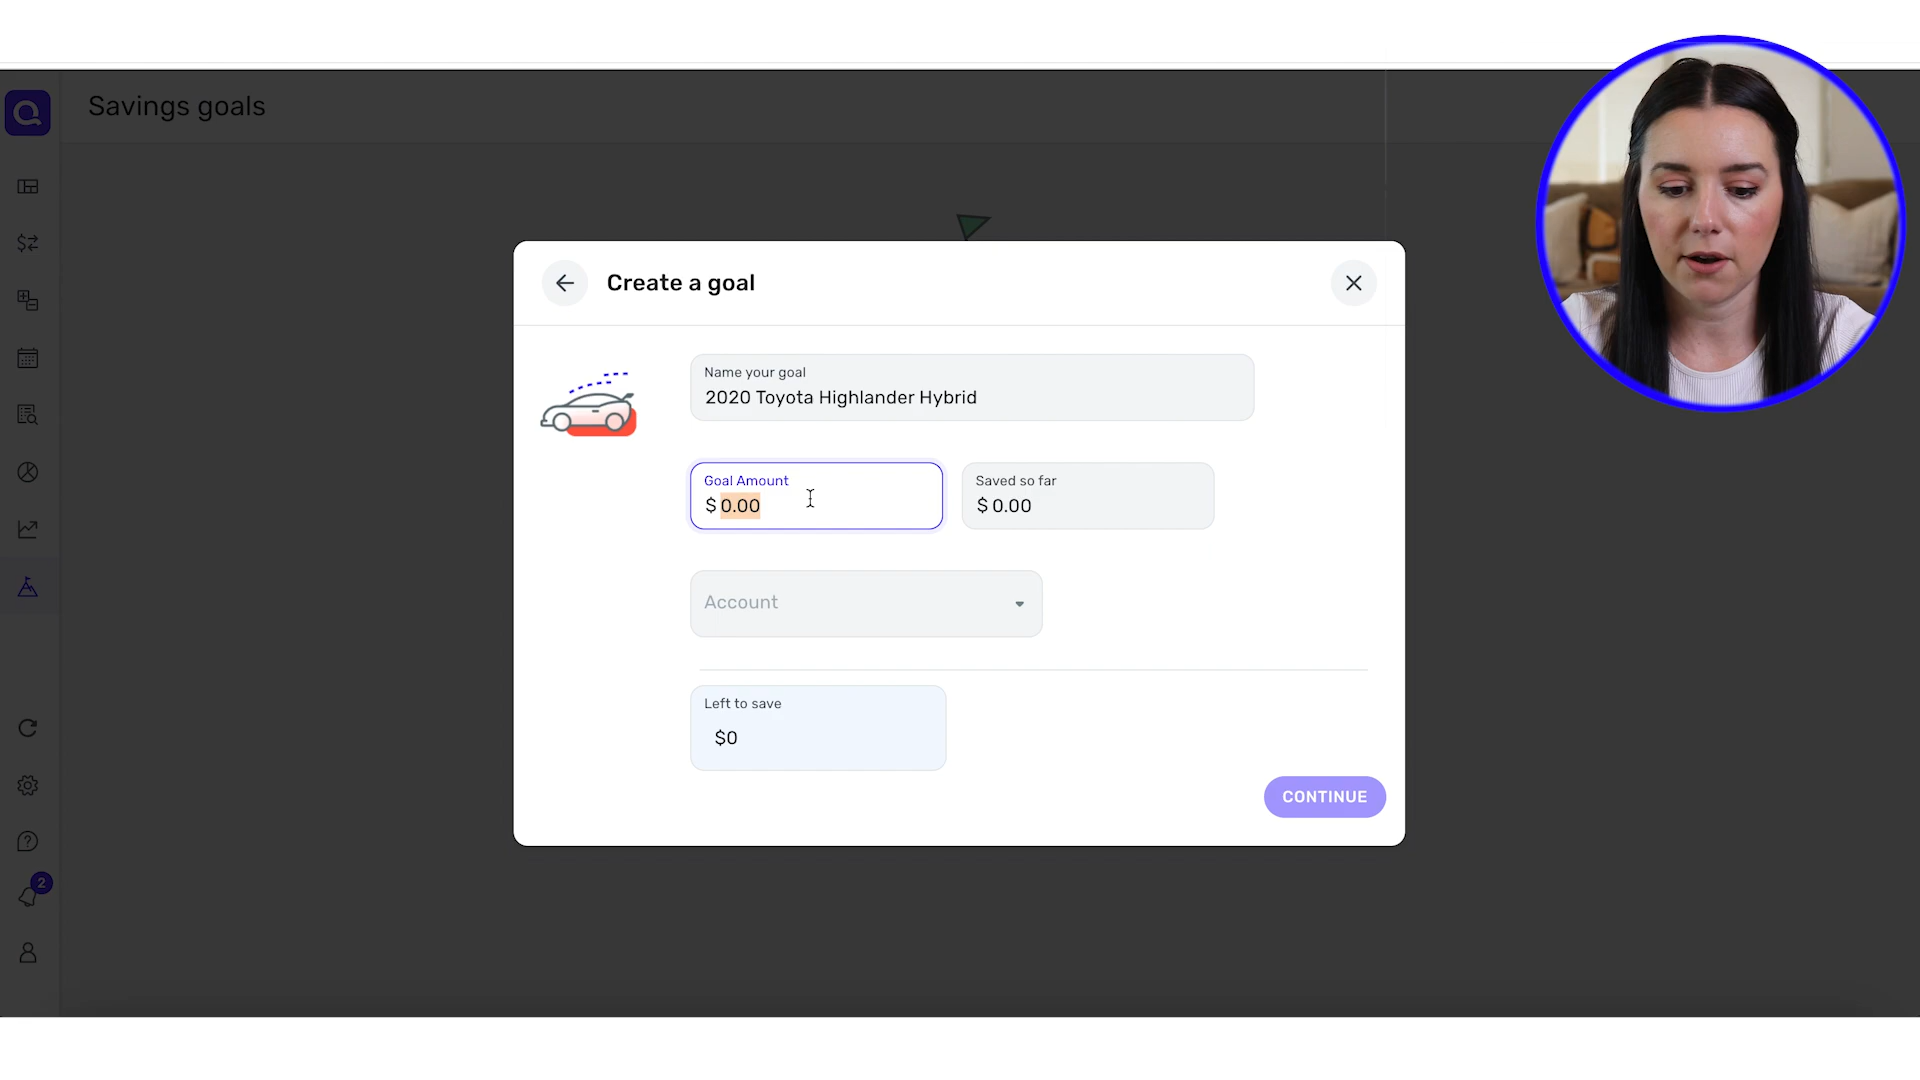 Savings goals
Create a goal
Name your goal
2020 Toyota Highlander Hybrid
Goal Amount
$ 0.00
Saved so far
$ 0.00
Account
Left to save
$0
CONTINUE
2